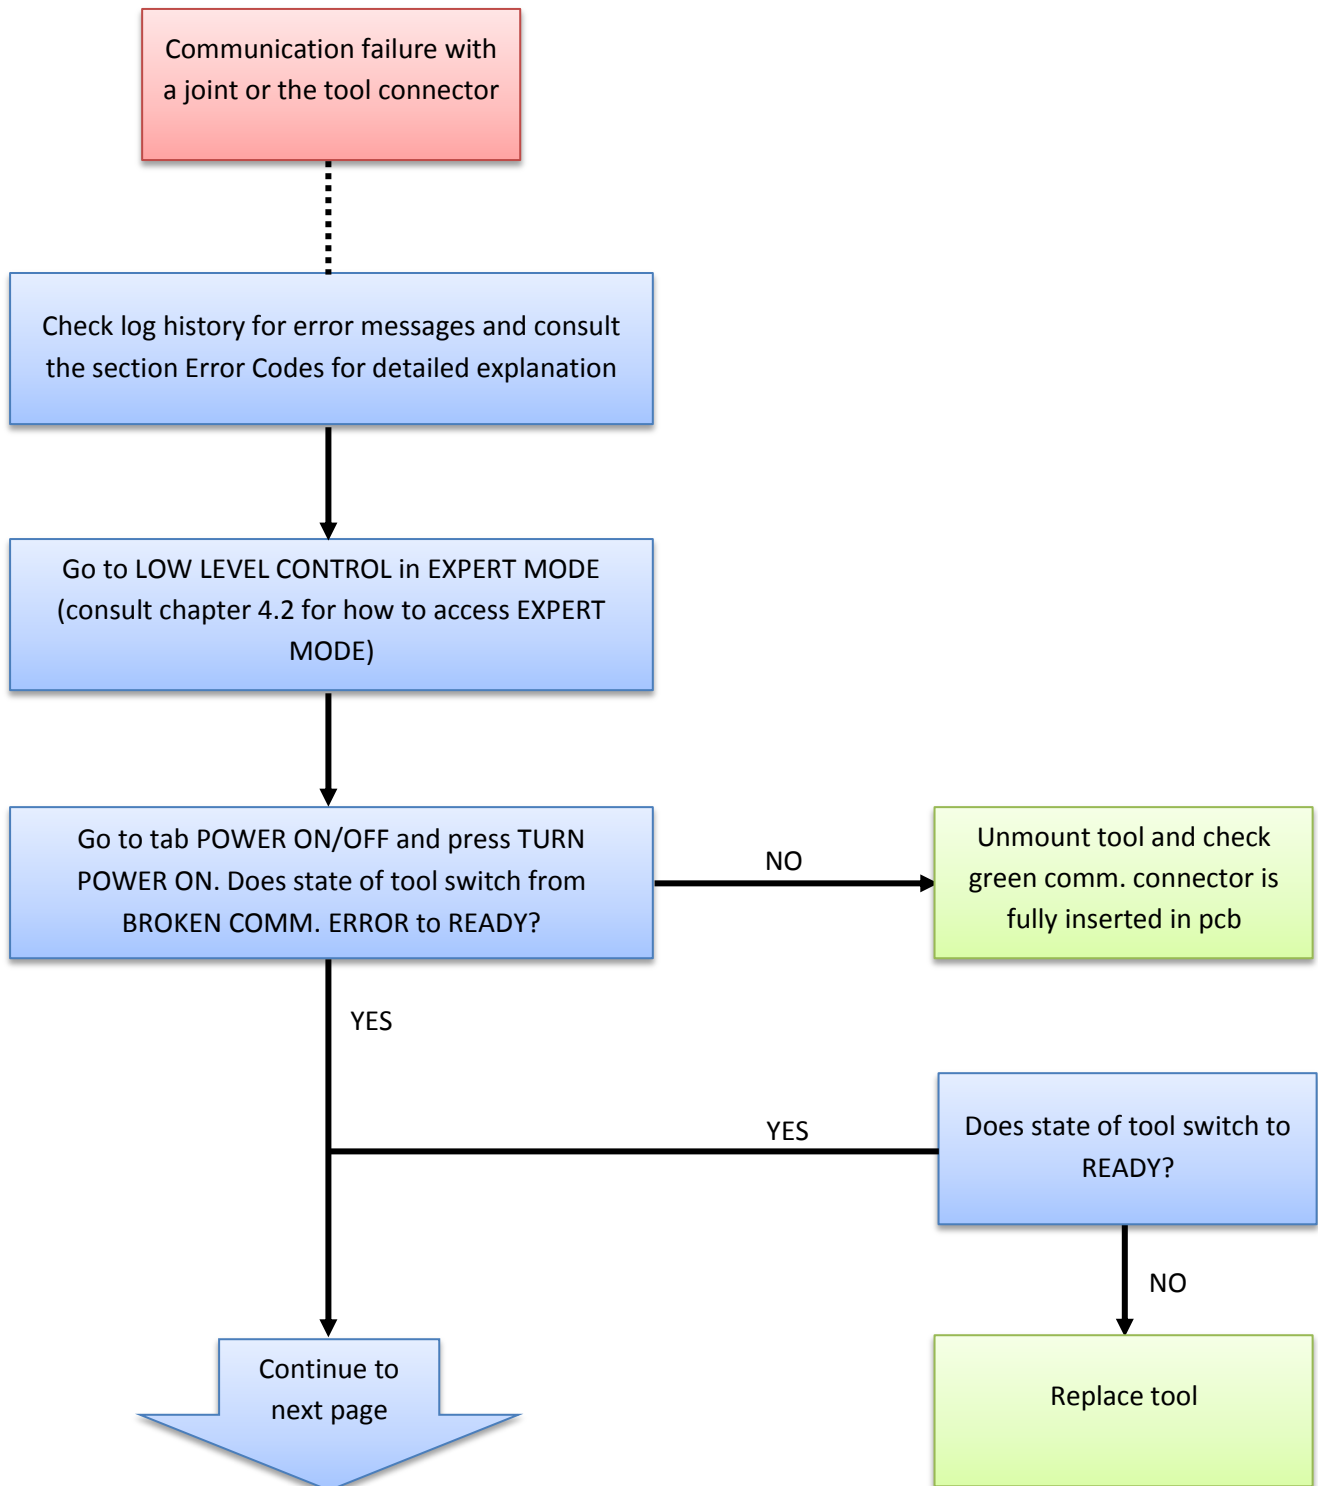 Communication failure with
a joint or the tool connector
Check log history for error messages and consult
the section Error Codes for detailed explanation
Go to LOW LEVEL CONTROL in EXPERT MODE
(consult chapter 4.2 for how to access EXPERT
MODE)
Go to tab POWER ON/OFF and press TURN
POWER ON. Does state of tool switch from
BROKEN COMM. ERROR to READY?
NO
Unmount tool and check
green comm. connector is
fully inserted in pcb
YES
YES
Does state of tool switch to
READY?
NO
Continue to
next page
Replace tool